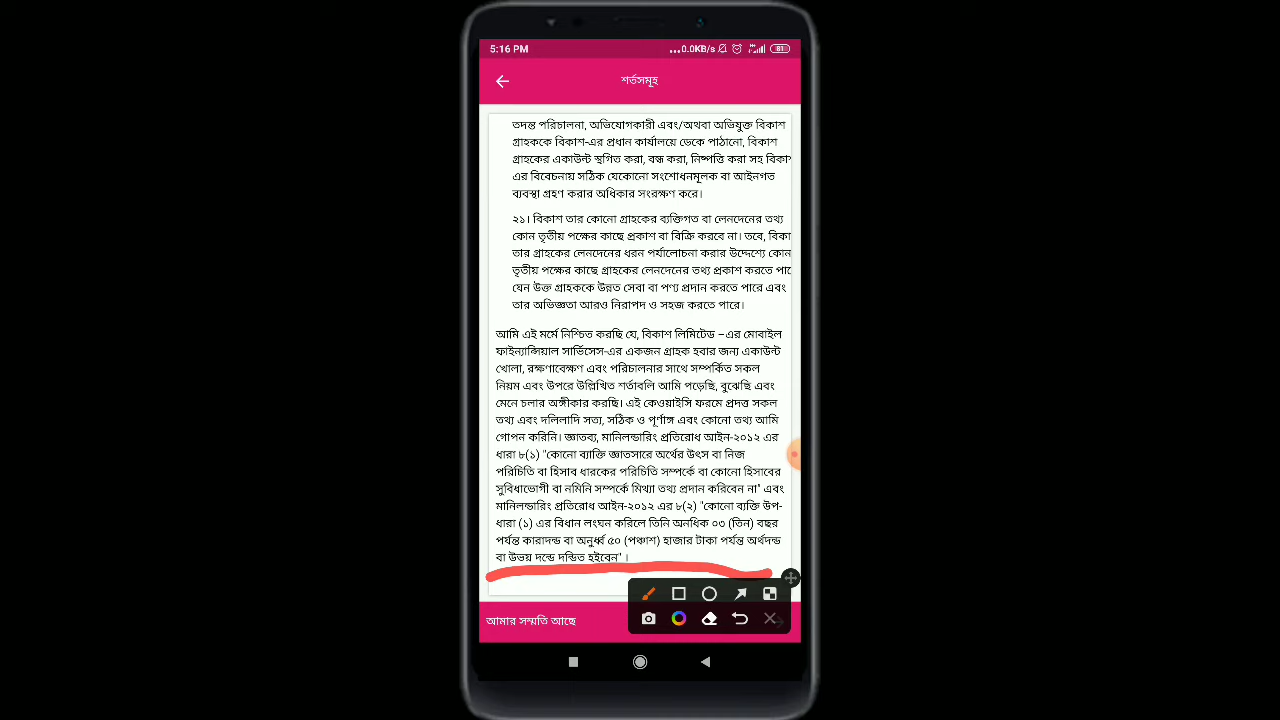 5:16 PM
...0.0KB/s
81
শর্তসমূহ
তদন্ত পরিচালনা, অভিযোগকারী এবং/অথবা অভিযুক্ত বিকাশ
গ্রাহককে বিকাশ-এর প্রধান কার্যালয়ে ডেকে পাঠানো, বিকাশ
গ্রাহকের একাউন্ট স্থগিত করা, বন্ধ করা, নিষ্পত্তি করা সহ বিকাশ
এর বিবেচনায় সঠিক যেকোনো সংশোধনমূলক বা আইনগত
ব্যবস্থা গ্রহণ করার অধিকার সংরক্ষণ করে।
২১। বিকাশ তার কোনো গ্রাহকের ব্যক্তিগত বা লেনদেনের তথ্য
কোন তৃতীয় পক্ষের কাছে প্রকাশ বা বিক্রি করবে না। তবে, বিকা
তার গ্রাহকের লেনদেনের ধরন পর্যালোচনা করার উদ্দেশ্যে কোন
তৃতীয় পক্ষের কাছে গ্রাহকের লেনদেনের তথ্য প্রকাশ করতে পারে
যেন উক্ত গ্রাহককে উন্নত সেবা বা পণ্য প্রদান করতে পারে এবং
তার অভিজ্ঞতা আরও নিরাপদ ও সহজ করতে পারে।
আমি এই মর্মে নিশ্চিত করছি যে, বিকাশ লিমিটেড –এর মোবাইল
ফাইন্যান্সিয়াল সার্ভিসেস-এর একজন গ্রাহক হবার জন্য একাউন্ট
খোলা, রক্ষণাবেক্ষণ এবং পরিচালনার সাথে সম্পর্কিত সকল
নিয়ম এবং উপরে উল্লিখিত শর্তাবলি আমি পড়েছি, বুঝেছি এবং
মেনে চলার অঙ্গীকার করছি। এই কেওয়াইসি ফরমে প্রদত্ত সকল
তথ্য এবং দলিলাদি সত্য, সঠিক ও পূর্ণাঙ্গ এবং কোনো তথ্য আমি
গোপন করিনি। জ্ঞাতব্য, মানিলন্ডারিং প্রতিরোধ আইন-২০১২ এর
ধারা ৮(১) "কোনো ব্যাক্তি জ্ঞাতসারে অর্থের উৎস বা নিজ
পরিচিতি বা হিসাব ধারকের পরিচিতি সম্পর্কে বা কোনো হিসাবের
সুবিধাভোগী বা নমিনি সম্পর্কে মিথ্যা তথ্য প্রদান করিবেন না" এবং
মানিলন্ডারিং প্রতিরোধ আইন-২০১২ এর ৮(২) "কোনো ব্যক্তি উপ-
ধারা (১) এর বিধান লংঘন করিলে তিনি অনধিক ০৩ (তিন) বছর
পর্যন্ত কারাদন্ড বা অনুর্ধ্ব ৫০ (পঞ্চাশ) হাজার টাকা পর্যন্ত অর্থদন্ড
বা উভয় দন্ডে দন্ডিত হইবেন" ।
আমার সম্মতি আছে